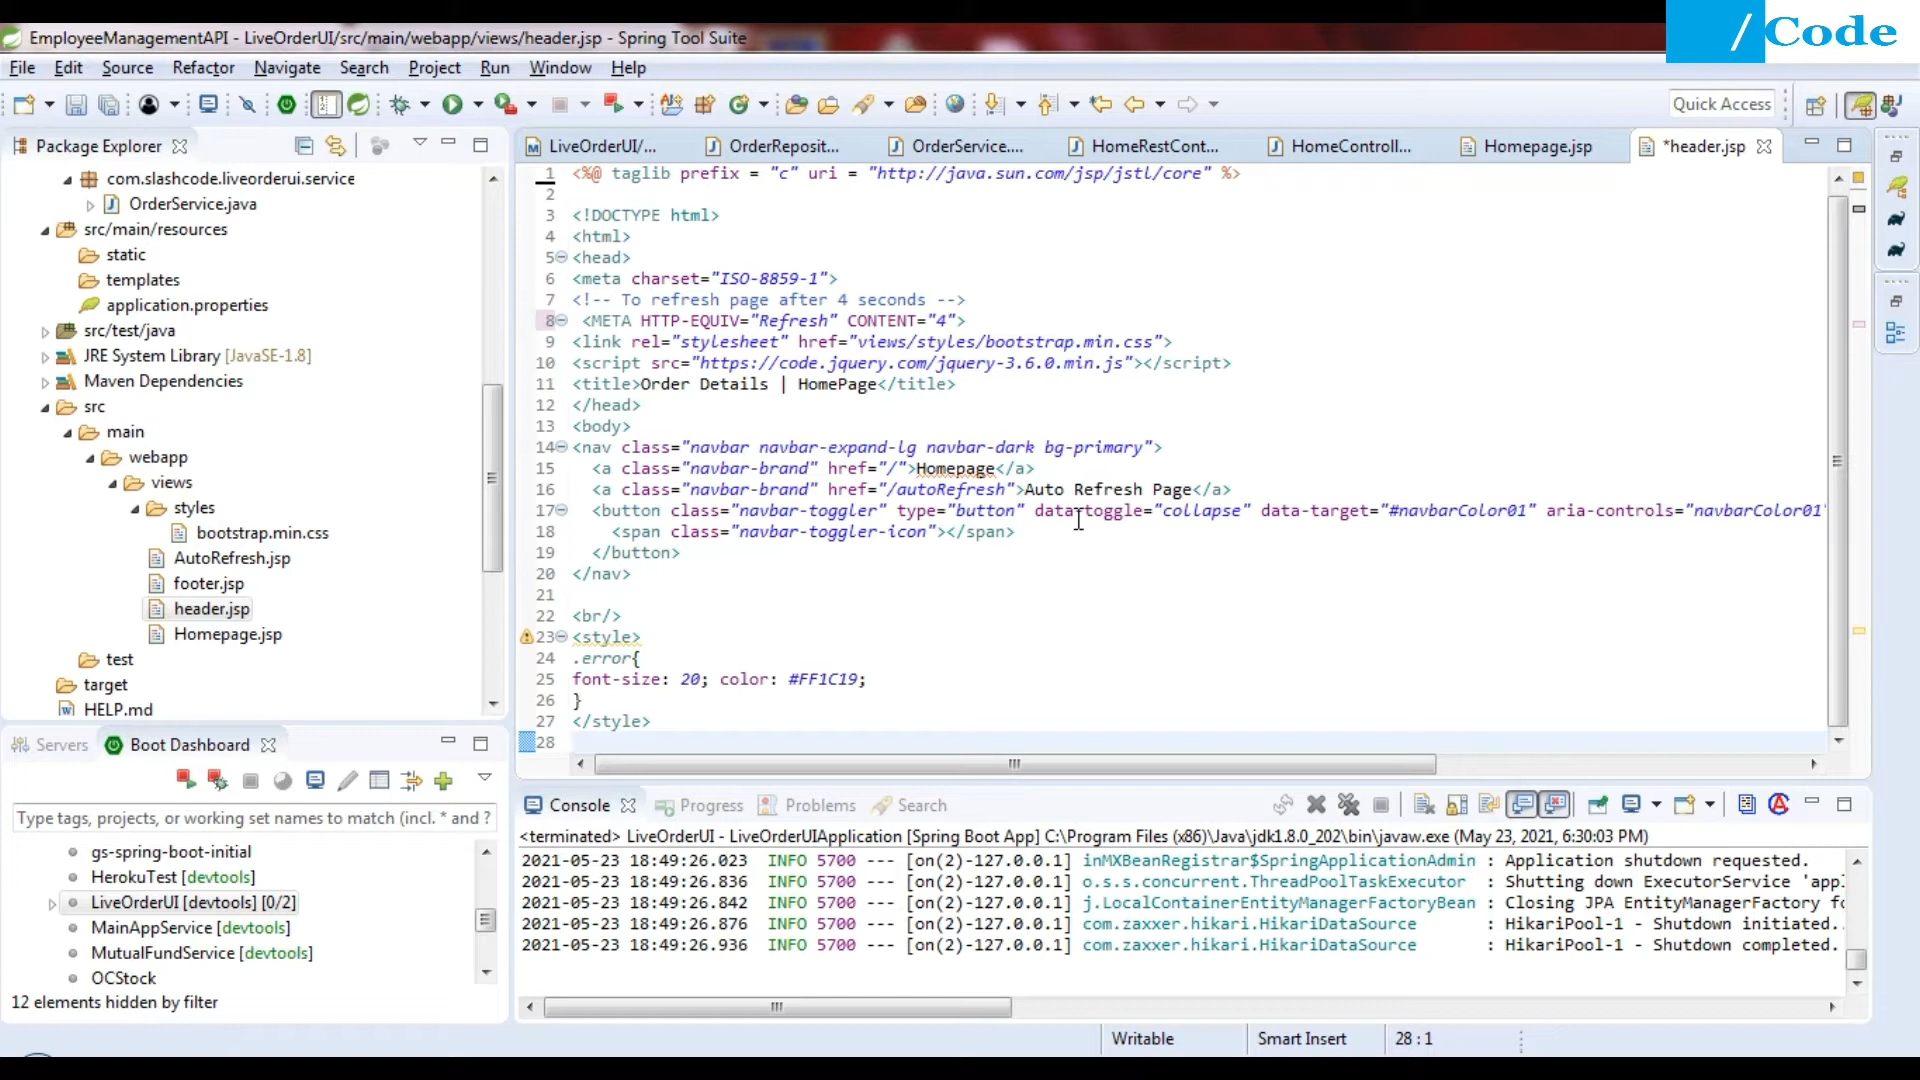 /Code
EmployeeManagementAPI - LiveOrderUI/src/main/webapp/views/header.jsp - Spring Tool Suite
File Edit Source Refactor Navigate Search Project Run Window Help
Quick Access
Package Explorer
com.slashcode.liveorderui.service
OrderService.java
src/main/resources
static
templates
application.properties
src/test/java
JRE System Library [JavaSE-1.8]
Maven Dependencies
src
main
webapp
views
styles
bootstrap.min.css
AutoRefresh.jsp
footer.jsp
header.jsp
Homepage.jsp
test
target
HELP.md
LiveOrderUI/... OrderReposit... OrderService.... HomeRestCont... HomeControll... Homepage.jsp *header.jsp
1 <%@ taglib prefix = "c" uri = "http://java.sun.com/jsp/jstl/core" %>
2
3 <!DOCTYPE html>
4 <html>
5 <head>
6 <meta charset="ISO-8859-1">
7 <!-- To refresh page after 4 seconds -->
8 <META HTTP-EQUIV="Refresh" CONTENT="4">
9 <link rel="stylesheet" href="views/styles/bootstrap.min.css">
10 <script src="https://code.jquery.com/jquery-3.6.0.min.js"></script>
11 <title>Order Details | HomePage</title>
12 </head>
13 <body>
14 <nav class="navbar navbar-expand-lg navbar-dark bg-primary">
15 <a class="navbar-brand" href="/">Homepage</a>
16 <a class="navbar-brand" href="/autoRefresh">Auto Refresh Page</a>
17 <button class="navbar-toggler" type="button" data-toggle="collapse" data-target="#navbarColor01" aria-controls="navbarColor01"
18 <span class="navbar-toggler-icon"></span>
19 </button>
20 </nav>
21
22 <br/>
23 <style>
24 .error{
25 font-size: 20; color: #FF1C19;
26 }
27 </style>
28
Servers Boot Dashboard
Type tags, projects, or working set names to match (incl. * and ?
gs-spring-boot-initial
HerokuTest [devtools]
LiveOrderUI [devtools] [0/2]
MainAppService [devtools]
MutualFundService [devtools]
OCStock
12 elements hidden by filter
Console Progress Problems Search
<terminated> LiveOrderUI - LiveOrderUIApplication [Spring Boot App] C:\Program Files (x86)\Java\jdk1.8.0_202\bin\javaw.exe (May 23, 2021, 6:30:03 PM)
2021-05-23 18:49:26.023 INFO 5700 --- [on(2)-127.0.0.1] inMXBeanRegistrar$SpringApplicationAdmin : Application shutdown requested.
2021-05-23 18:49:26.836 INFO 5700 --- [on(2)-127.0.0.1] o.s.s.concurrent.ThreadPoolTaskExecutor : Shutting down ExecutorService 'appl
2021-05-23 18:49:26.842 INFO 5700 --- [on(2)-127.0.0.1] j.LocalContainerEntityManagerFactoryBean : Closing JPA EntityManagerFactory fo
2021-05-23 18:49:26.876 INFO 5700 --- [on(2)-127.0.0.1] com.zaxxer.hikari.HikariDataSource : HikariPool-1 - Shutdown initiated..
2021-05-23 18:49:26.936 INFO 5700 --- [on(2)-127.0.0.1] com.zaxxer.hikari.HikariDataSource : HikariPool-1 - Shutdown completed.
Writable Smart Insert 28 : 1